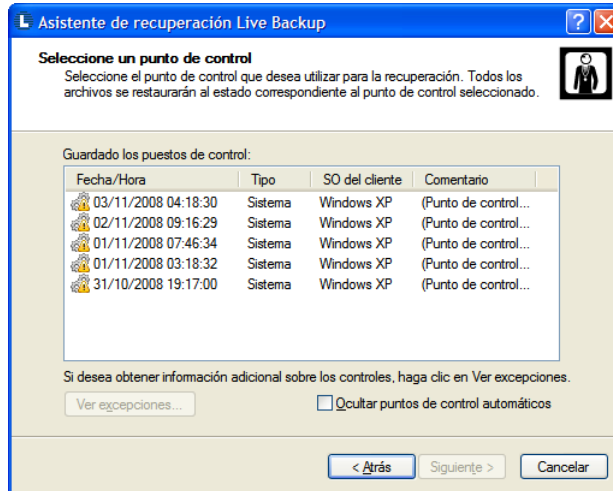 L Asistente de recuperación Live Backup
Seleccione un punto de control
Seleccione el punto de control que desea utilizar para la recuperación. Todos los
archivos se restaurarán al estado correspondiente al punto de control seleccionado.
Guardado los puestos de control:
Fecha/Hora Tipo SO del cliente Comentario
03/11/2008 04:18:30 Sistema Windows XP (Punto de control...
02/11/2008 09:16:29 Sistema Windows XP (Punto de control...
01/11/2008 07:46:34 Sistema Windows XP (Punto de control...
01/11/2008 03:18:32 Sistema Windows XP (Punto de control...
31/10/2008 19:17:00 Sistema Windows XP (Punto de control...
Si desea obtener información adicional sobre los controles, haga clic en Ver excepciones.
Ver excepciones... Ocultar puntos de control automáticos
< Atrás Siguiente > Cancelar